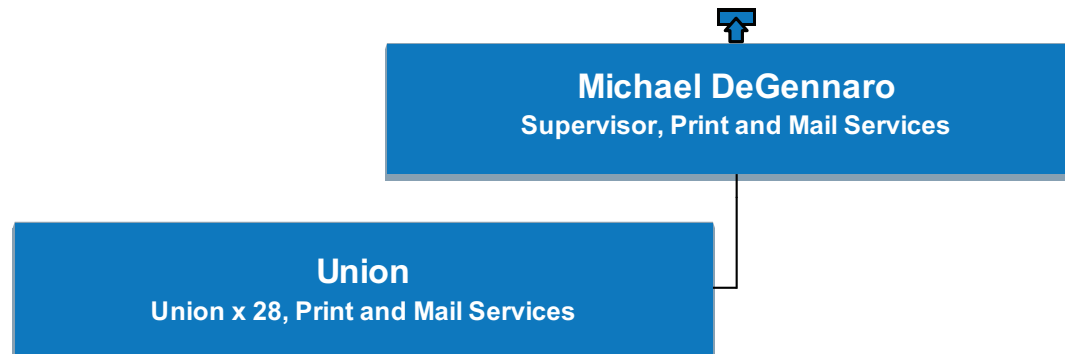 Michael DeGennaro
Supervisor, Print and Mail Services
Union
Union x 28, Print and Mail Services